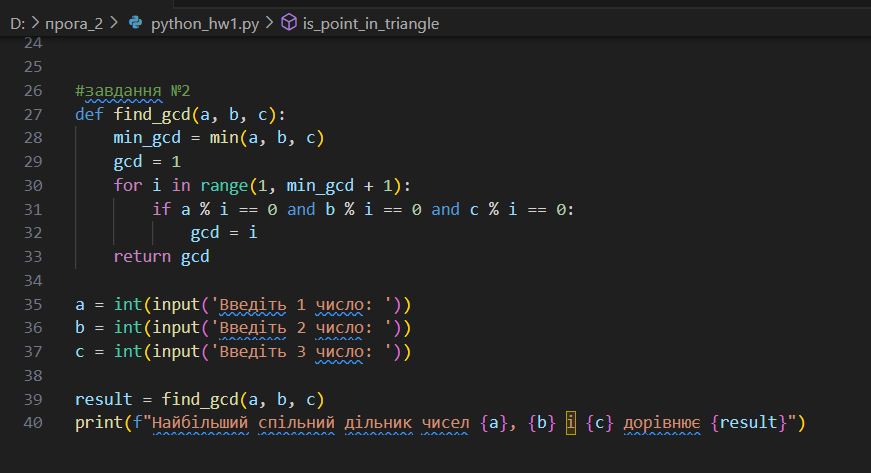 D: > прога_2 > python_hw1.py > is_point_in_triangle
24
25
26 #завдання №2
27 def find_gcd(a, b, c):
28     min_gcd = min(a, b, c)
29     gcd = 1
30     for i in range(1, min_gcd + 1):
31         if a % i == 0 and b % i == 0 and c % i == 0:
32             gcd = i
33     return gcd
34
35 a = int(input('Введіть 1 число: '))
36 b = int(input('Введіть 2 число: '))
37 c = int(input('Введіть 3 число: '))
38
39 result = find_gcd(a, b, c)
40 print(f"Найбільший спільний дільник чисел {a}, {b} і {c} дорівнює {result}")